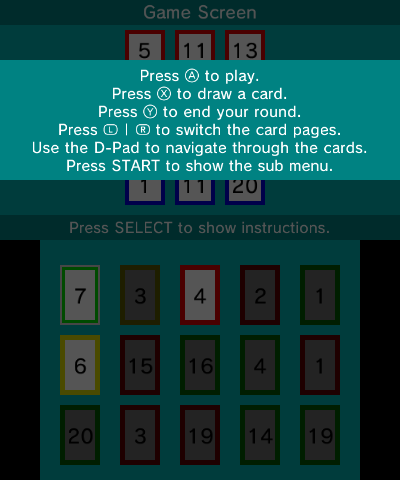 Game Screen
5 11 13
Press Ⓐ to play.
Press Ⓧ to draw a card.
Press Ⓨ to end your round.
Press Ⓛ | Ⓡ to switch the card pages.
Use the D-Pad to navigate through the cards.
Press START to show the sub menu.
1 11 20
Press SELECT to show instructions.
7 3 4 2 1
6 15 16 4 1
20 3 19 14 19